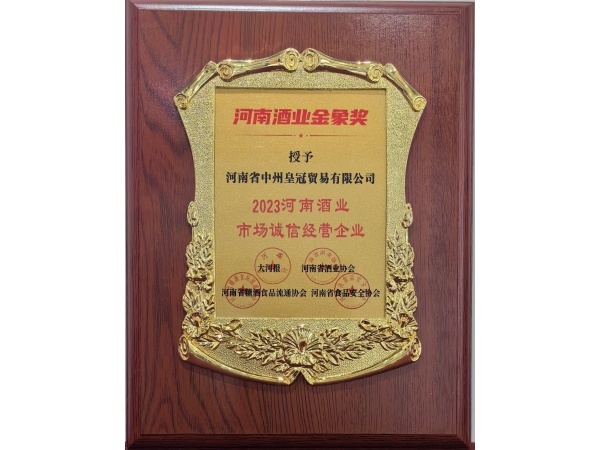 河南酒业金象奖
授予
河南省中州皇冠贸易有限公司
2023河南酒业
市场诚信经营企业
大河报 河南省酒业协会
河南省糖酒食品流通协会 河南省食品安全协会